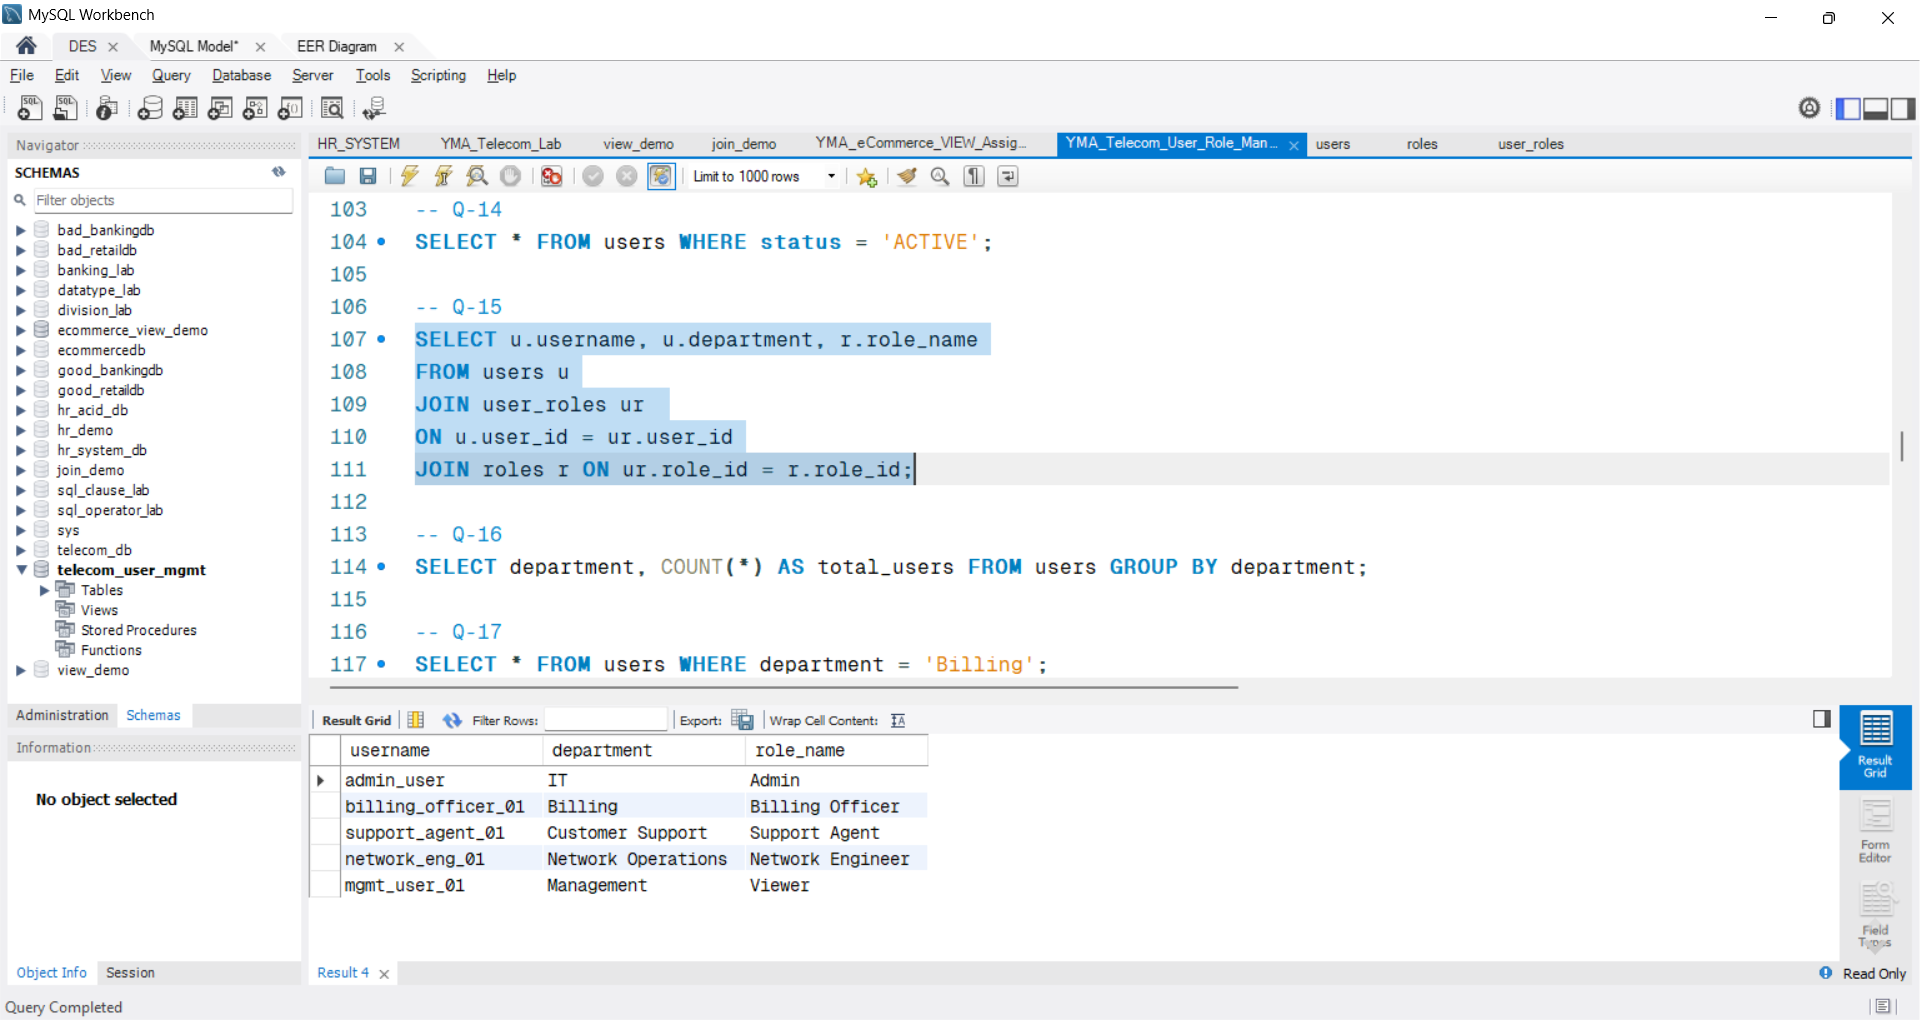 MySQL Workbench
DES
MySQL Model*
EER Diagram
File Edit View Query Database Server Tools Scripting Help
Navigator
SCHEMAS
Filter objects
bad_bankingdb
bad_retaildb
banking_lab
datatype_lab
division_lab
ecommerce_view_demo
ecommercedb
good_bankingdb
good_retaildb
hr_acid_db
hr_demo
hr_system_db
join_demo
sql_clause_lab
sql_operator_lab
sys
telecom_db
telecom_user_mgmt
Tables
Views
Stored Procedures
Functions
view_demo
Administration Schemas
Information
No object selected
Object Info Session
HR_SYSTEM YMA_Telecom_Lab view_demo join_demo YMA_eCommerce_VIEW_Assig... YMA_Telecom_User_Role_Man... users roles user_roles
Limit to 1000 rows
103 -- Q-14
104 SELECT * FROM users WHERE status = 'ACTIVE';
105
106 -- Q-15
107 SELECT u.username, u.department, r.role_name
108 FROM users u
109 JOIN user_roles ur
110 ON u.user_id = ur.user_id
111 JOIN roles r ON ur.role_id = r.role_id;
112
113 -- Q-16
114 SELECT department, COUNT(*) AS total_users FROM users GROUP BY department;
115
116 -- Q-17
117 SELECT * FROM users WHERE department = 'Billing';
Result Grid Filter Rows: Export: Wrap Cell Content:
username department role_name
admin_user IT Admin
billing_officer_01 Billing Billing Officer
support_agent_01 Customer Support Support Agent
network_eng_01 Network Operations Network Engineer
mgmt_user_01 Management Viewer
Result
Grid
Form
Editor
Field
Types
Result 4
Read Only
Query Completed